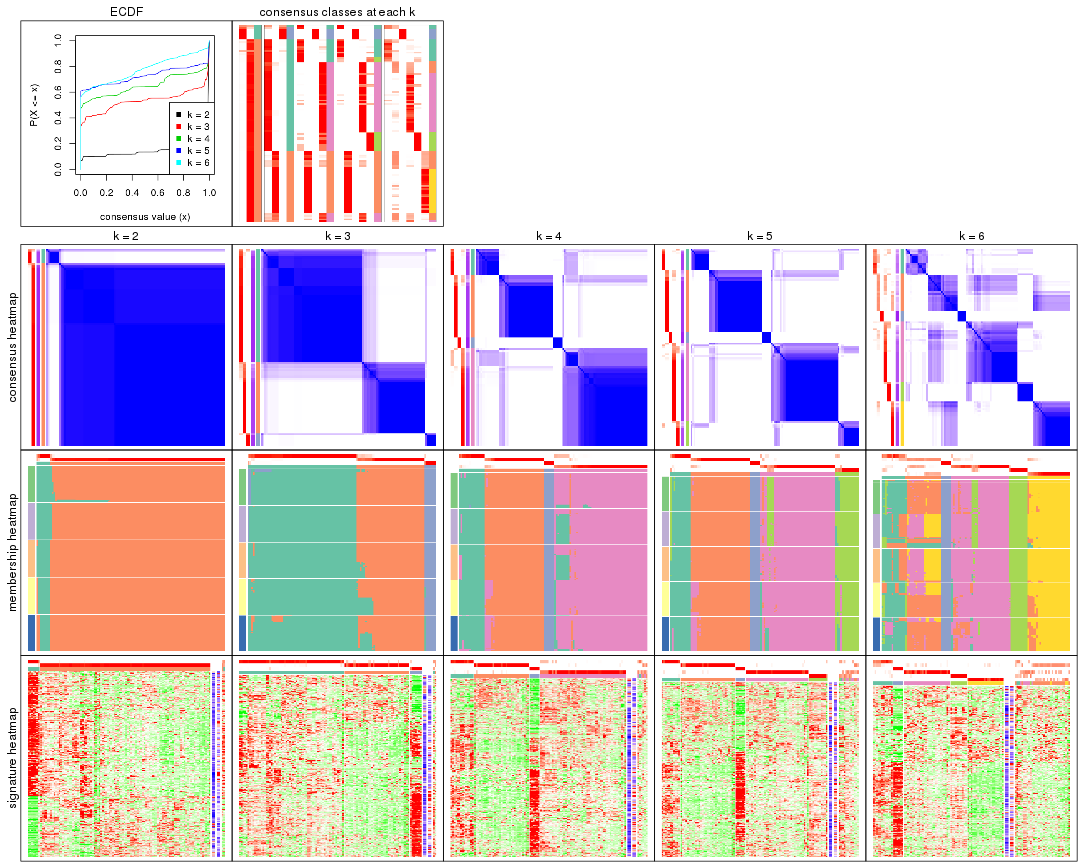 ECDF
consensus classes at each k
P(X <= x)
0.0 0.2 0.4 0.6 0.8 1.0
k = 2
k = 3
k = 4
k = 5
k = 6
0.0 0.2 0.4 0.6 0.8 1.0
consensus value (x)
k = 2 k = 3 k = 4 k = 5 k = 6
consensus heatmap
membership heatmap
signature heatmap